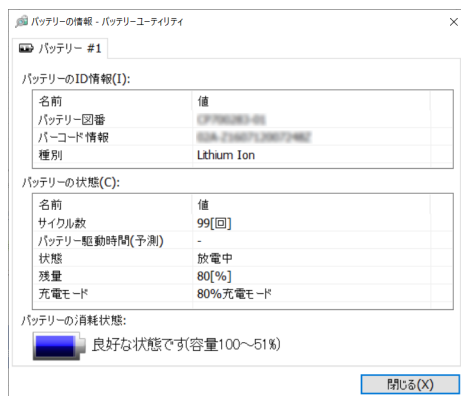 バッテリーの情報 - バッテリーユーティリティ
バッテリー #1
バッテリーのID情報(I):
名前 値
バッテリー図番
バーコード情報
種別 Lithium Ion
バッテリーの状態(C):
名前 値
サイクル数 99[回]
バッテリー駆動時間(予測) -
状態 放電中
残量 80[%]
充電モード 80%充電モード
バッテリーの消耗状態:
良好な状態です(容量100～51%)
閉じる(X)